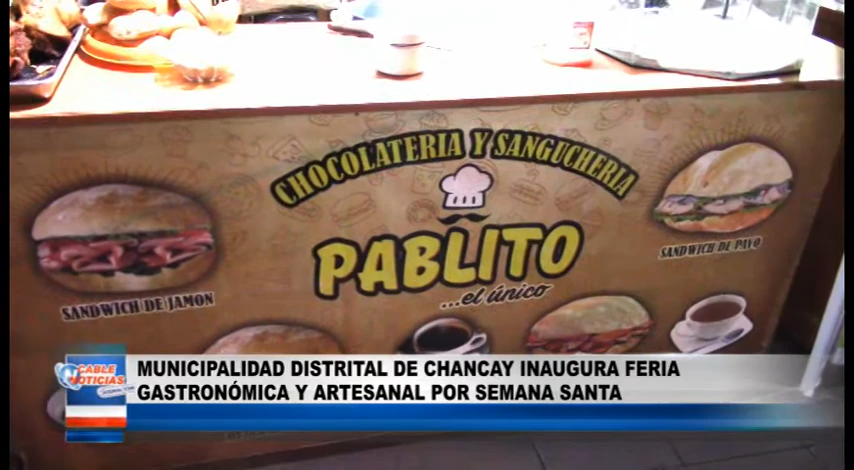 CHOCOLATERIA Y SANGUCHERIA
PABLITO
...el único
SANDWICH DE JAMON
SANDWICH DE PAVO
CABLE
NOTICIAS
MUNICIPALIDAD DISTRITAL DE CHANCAY INAUGURA FERIA
GASTRONÓMICA Y ARTESANAL POR SEMANA SANTA